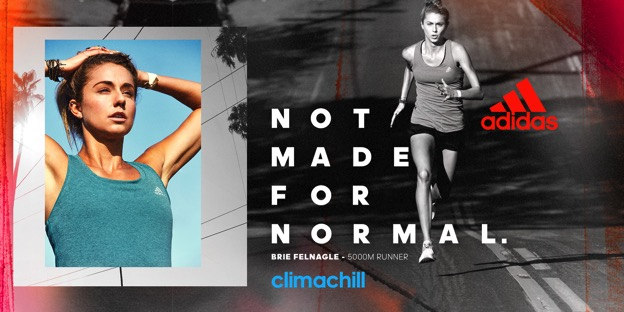 NOT
MADE
FOR
NORMAL.
BRIE FELNAGLE - 5000M RUNNER
climachill
adidas